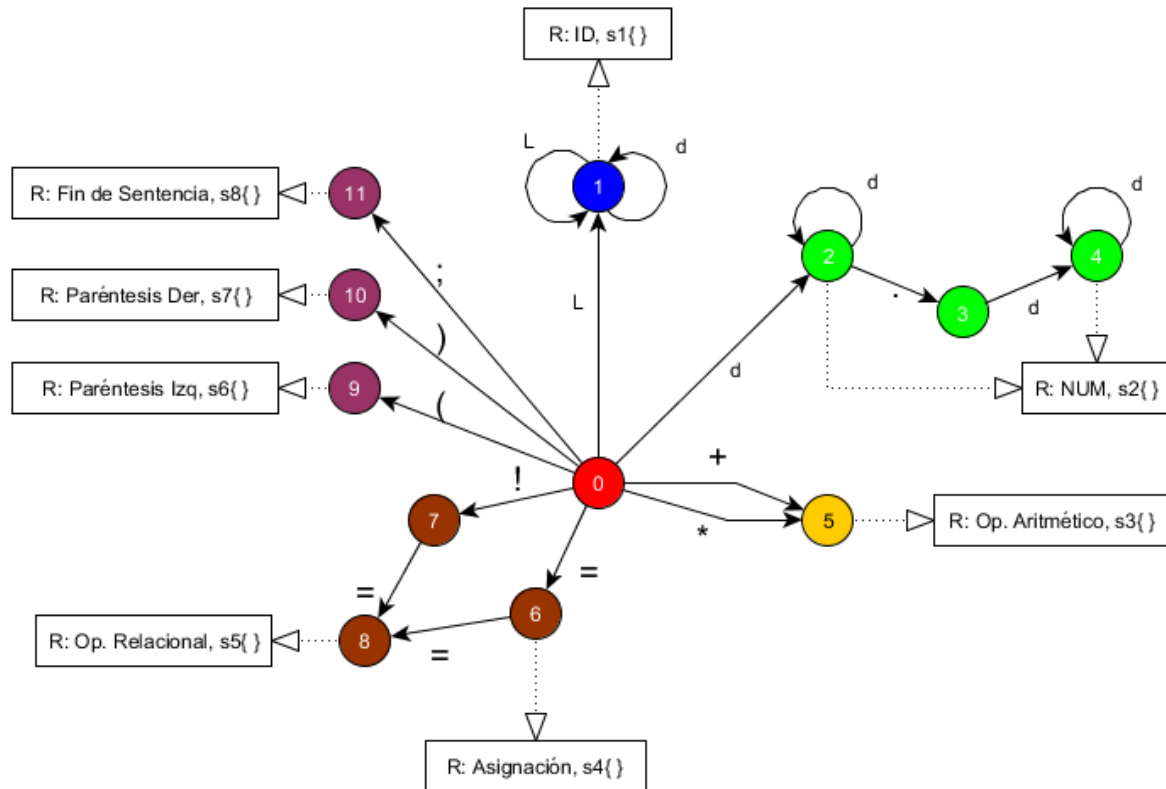 R: ID, s1{ }
L
d
1
R: Fin de Sentencia, s8{ }
11
d
d
2
4
;
R: Paréntesis Der, s7{ }
10
.
3
d
L
)
d
R: Paréntesis Izq, s6{ }
9
(
R: NUM, s2{ }
+
!
0
7
*
5
R: Op. Aritmético, s3{ }
=
=
6
R: Op. Relacional, s5{ }
8
=
R: Asignación, s4{ }